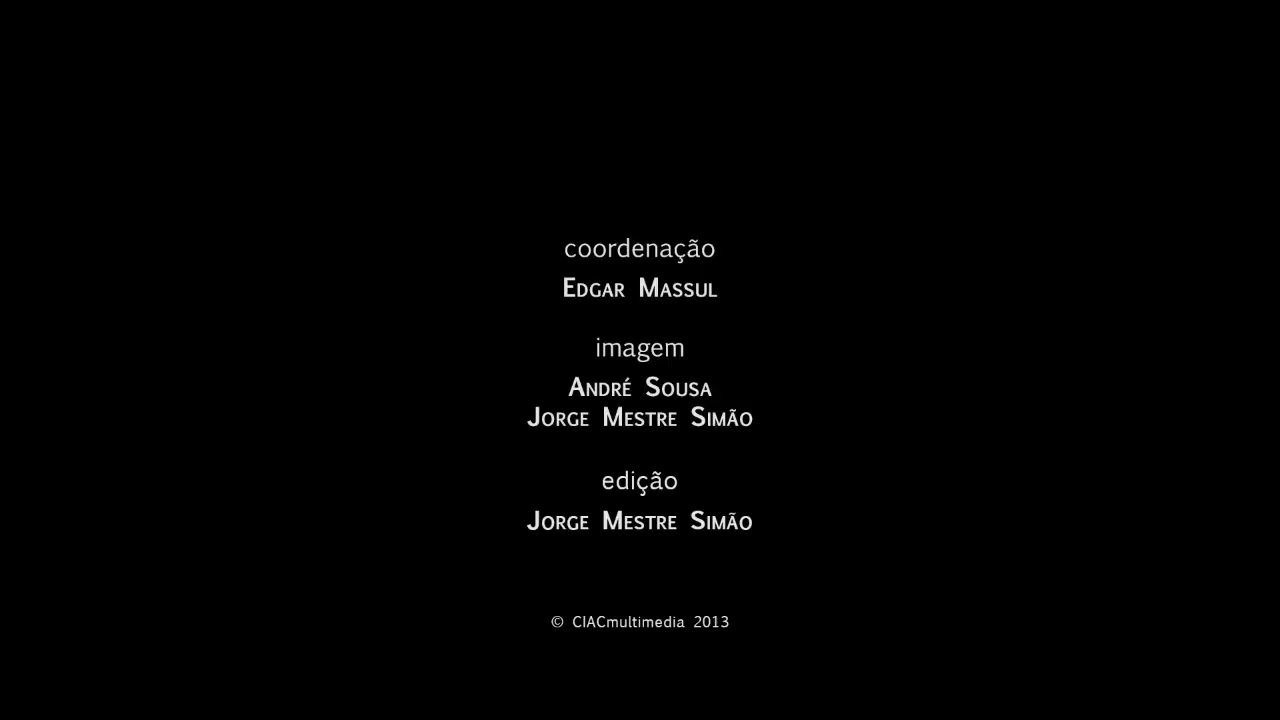 coordenação
Edgar Massul
imagem
André Sousa
Jorge Mestre Simão
edição
Jorge Mestre Simão
© CIACmultimedia 2013